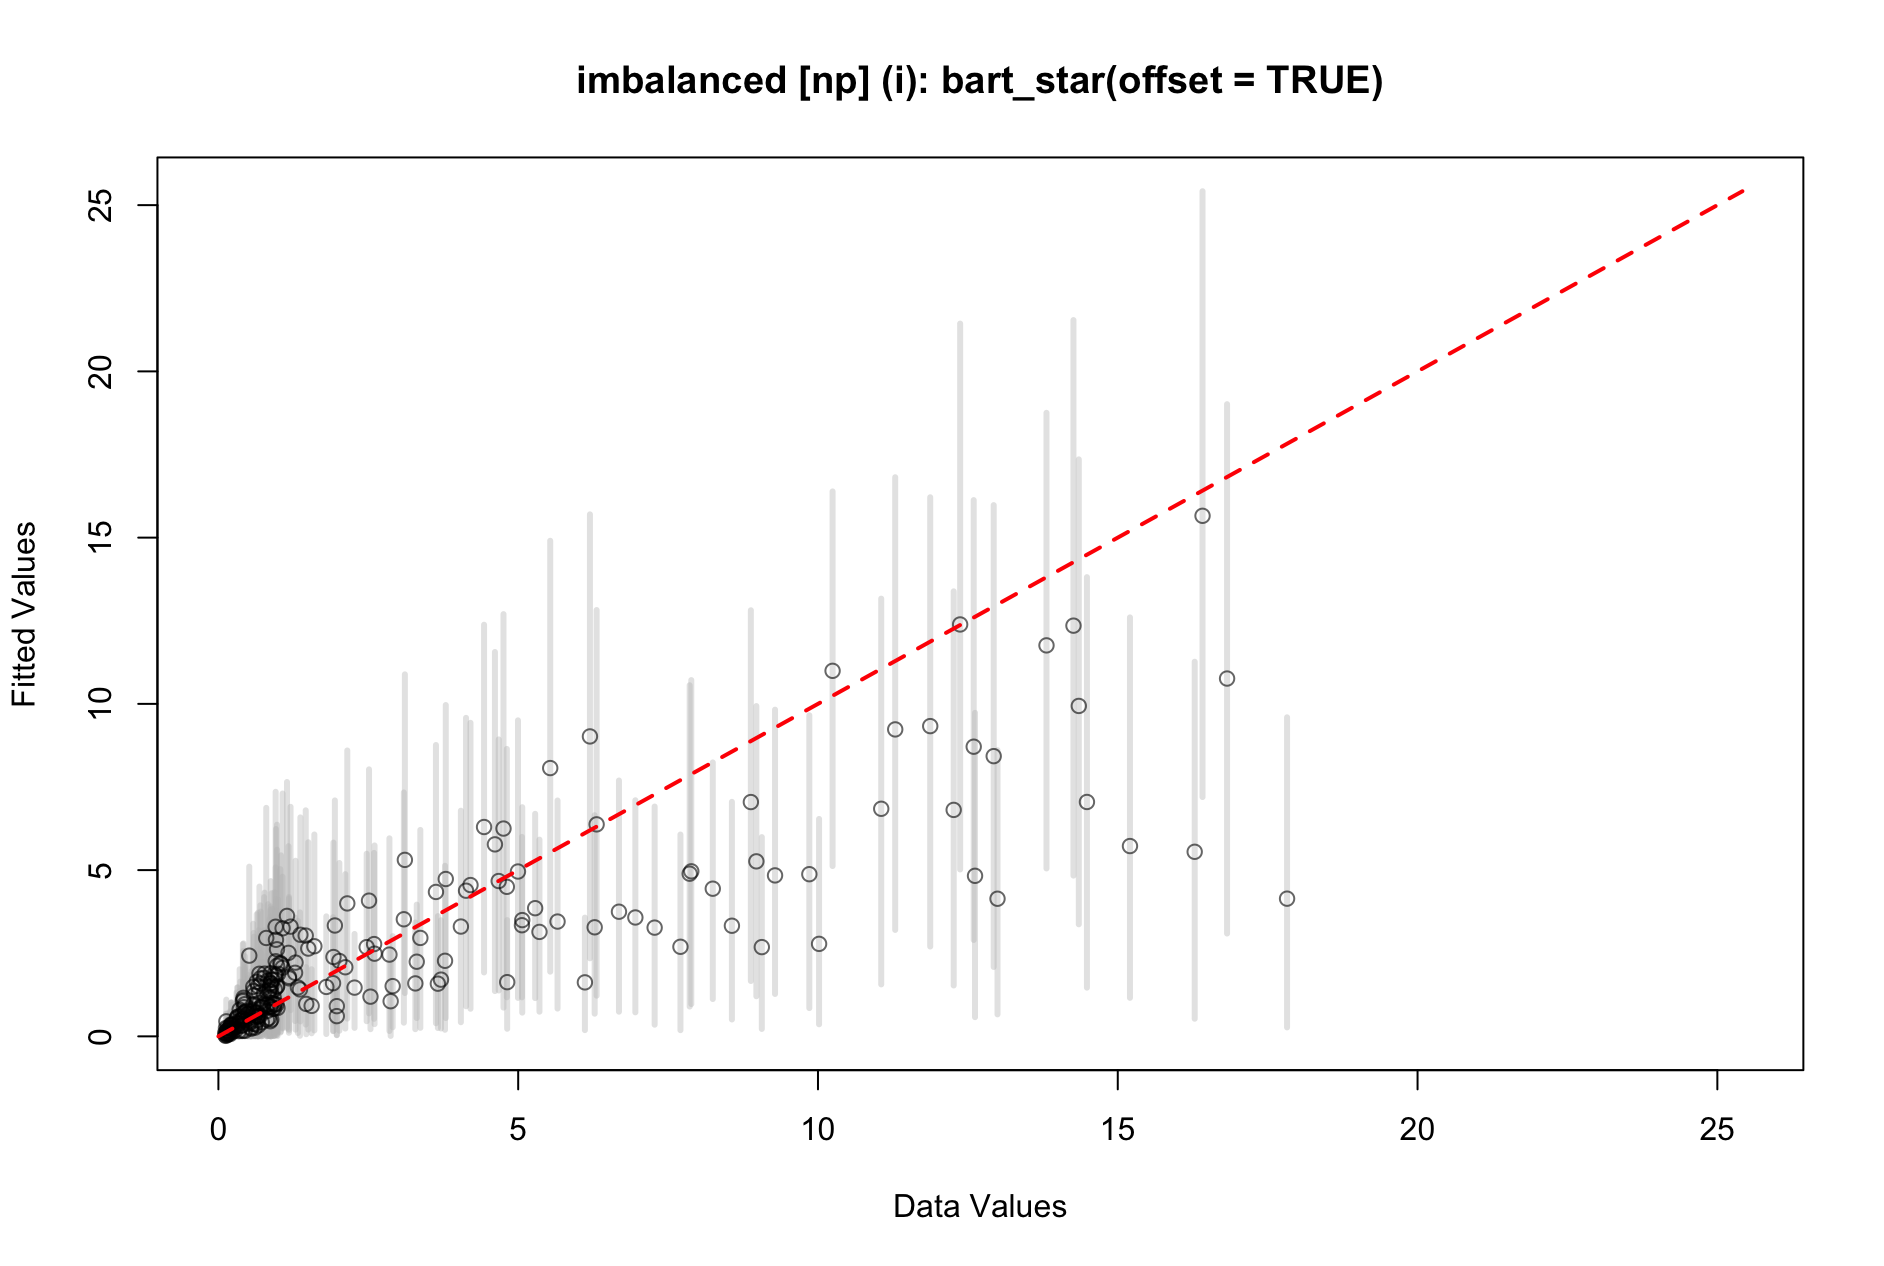 imbalanced [np] (i): bart_star(offset = TRUE)
Fitted Values
25
20
15
10
5
0
0 5 10 15 20 25
Data Values